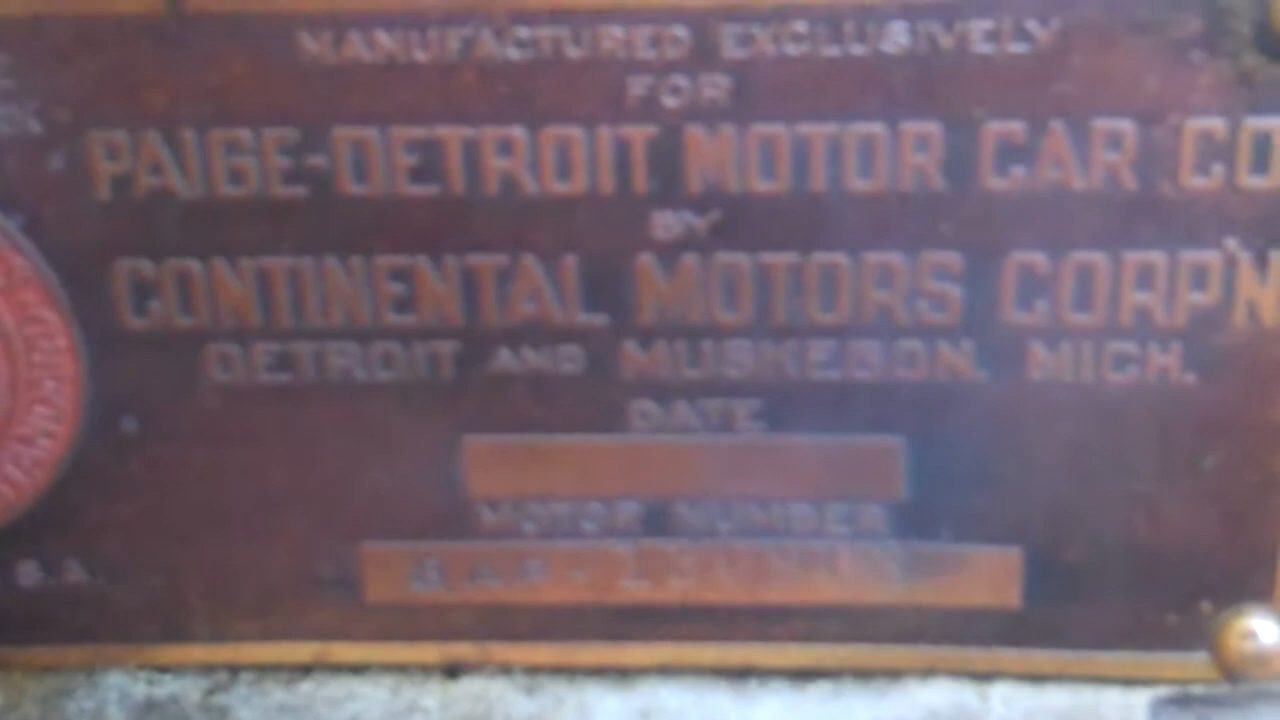 MANUFACTURED EXCLUSIVELY
FOR
PAIGE-DETROIT MOTOR CAR CO
BY
CONTINENTAL MOTORS CORP'N
DETROIT AND MUSKEGON, MICH.
DATE
MOTOR NUMBER
STANDARD